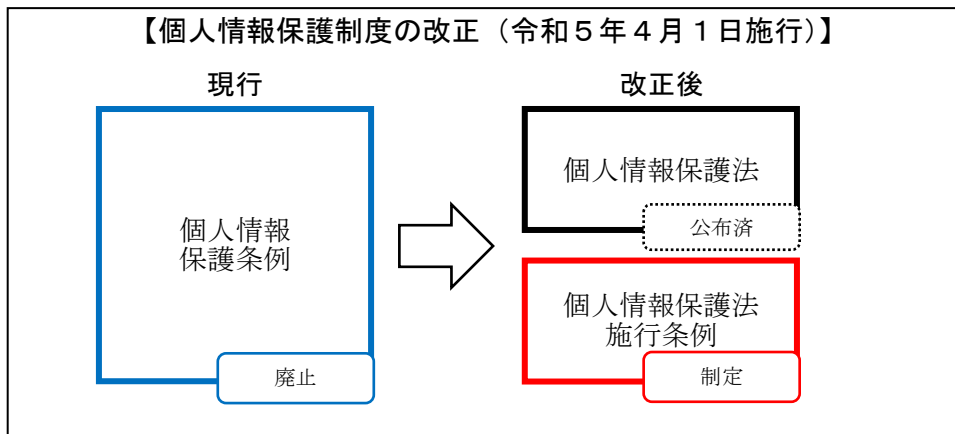 【個人情報保護制度の改正（令和５年４月１日施行）】
現行
個人情報
保護条例
廃止
改正後
個人情報保護法
公布済
個人情報保護法
施行条例
制定